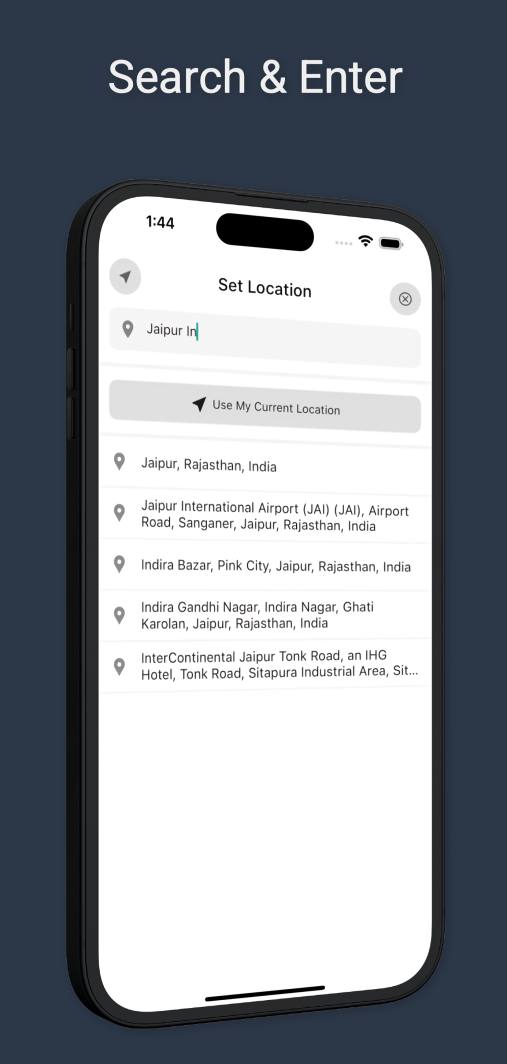 Search & Enter
1:44
Set Location
Jaipur In
Use My Current Location
Jaipur, Rajasthan, India
Jaipur International Airport (JAI) (JAI), Airport
Road, Sanganer, Jaipur, Rajasthan, India
Indira Bazar, Pink City, Jaipur, Rajasthan, India
Indira Gandhi Nagar, Indira Nagar, Ghati
Karolan, Jaipur, Rajasthan, India
InterContinental Jaipur Tonk Road, an IHG
Hotel, Tonk Road, Sitapura Industrial Area, Sit...